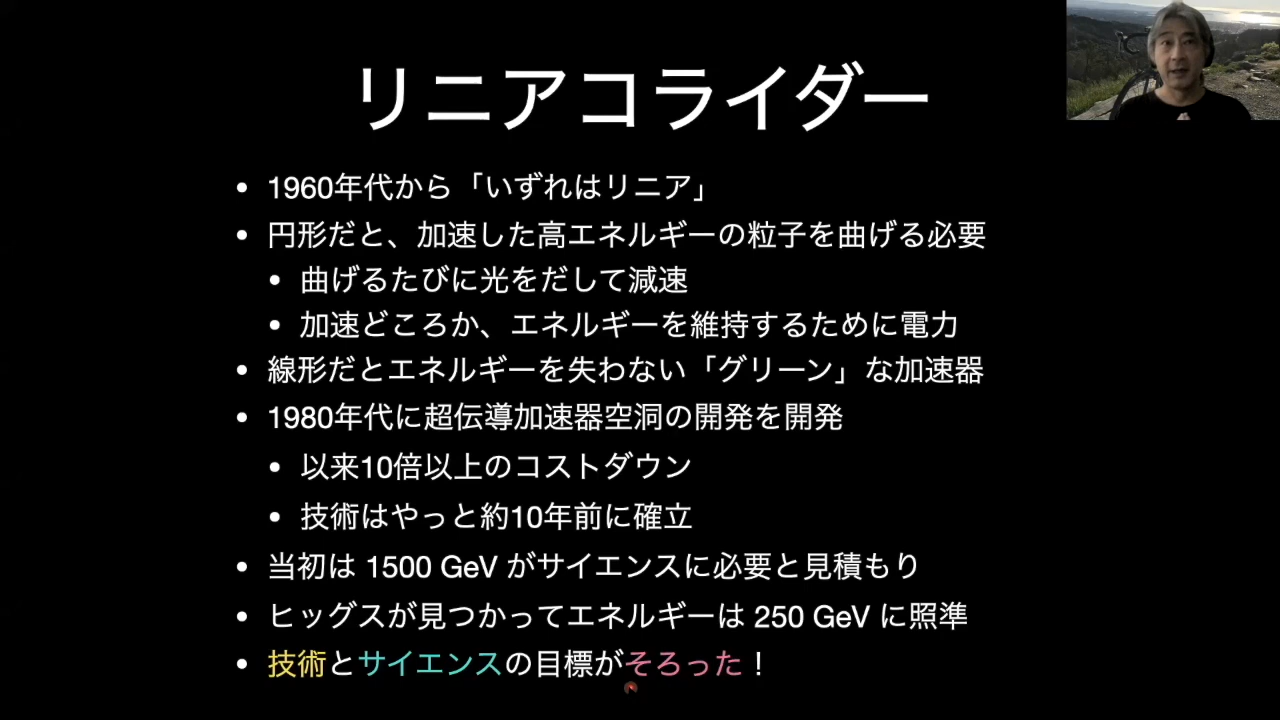 リニアコライダー
• 1960年代から「いずれはリニア」
• 円形だと、加速した高エネルギーの粒子を曲げる必要
• 曲げるたびに光をだして減速
• 加速どころか、エネルギーを維持するために電力
• 線形だとエネルギーを失わない「グリーン」な加速器
• 1980年代に超伝導加速器空洞の開発を開発
• 以来10倍以上のコストダウン
• 技術はやっと約10年前に確立
• 当初は 1500 GeV がサイエンスに必要と見積もり
• ヒッグスが見つかってエネルギーは 250 GeV に照準
• 技術とサイエンスの目標がそろった！